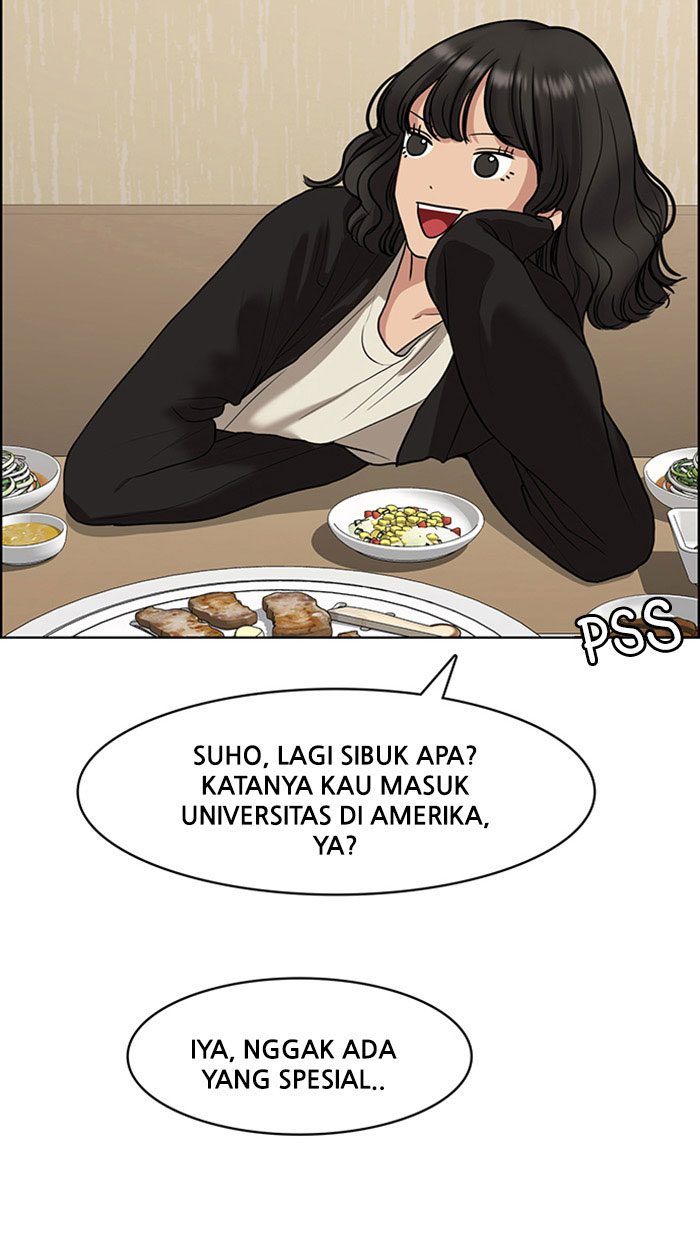 PSS
SUHO, LAGI SIBUK APA?
KATANYA KAU MASUK
UNIVERSITAS DI AMERIKA,
YA?
IYA, NGGAK ADA
YANG SPESIAL..